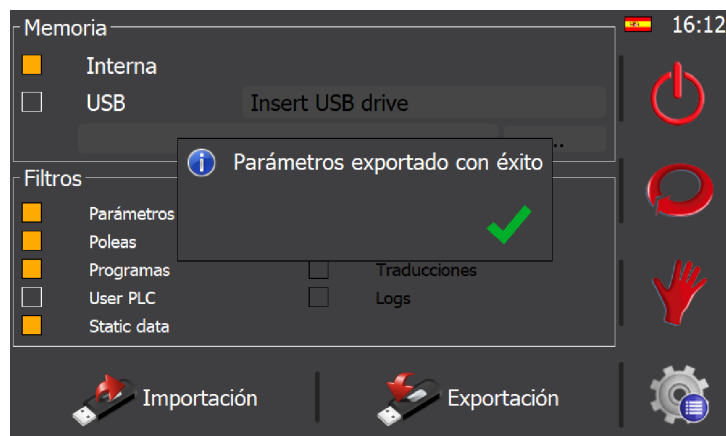 Memoria
16:12
Interna
USB
Insert USB drive
..
Parámetros exportado con éxito
Filtros
Parámetros
Poleas
Programas
Traducciones
User PLC
Logs
Static data
Importación
Exportación